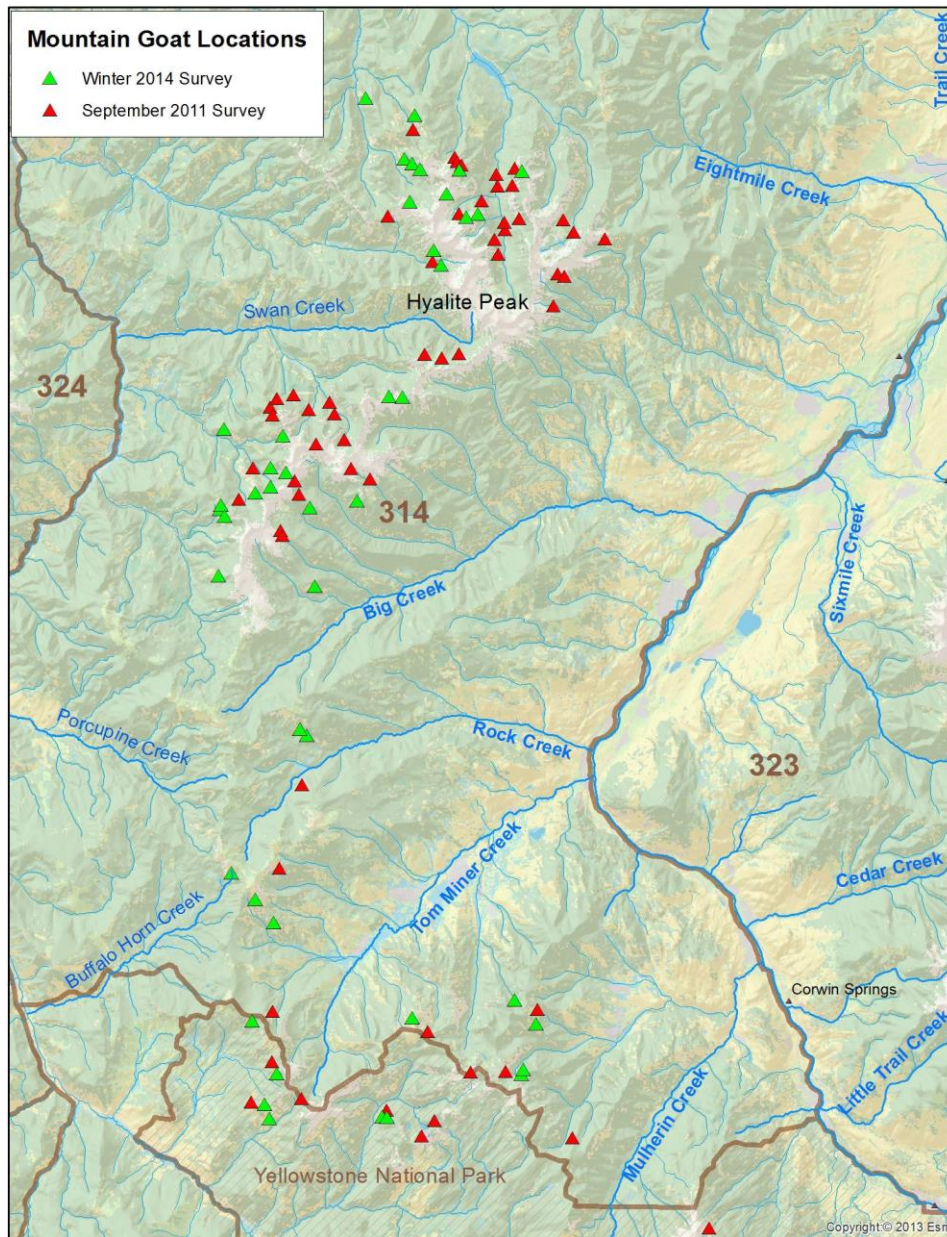 Mountain Goat Locations
Winter 2014 Survey
September 2011 Survey
Trail Creek
Eightmile Creek
Swan Creek
Hyalite Peak
324
314
Sixmile Creek
Big Creek
Porcupine Creek
Rock Creek
323
Tom Miner Creek
Cedar Creek
Buffalo Horn Creek
Corwin Springs
Little Trail Creek
Mulherin Creek
Yellowstone National Park
Copyright:© 2013 Esri